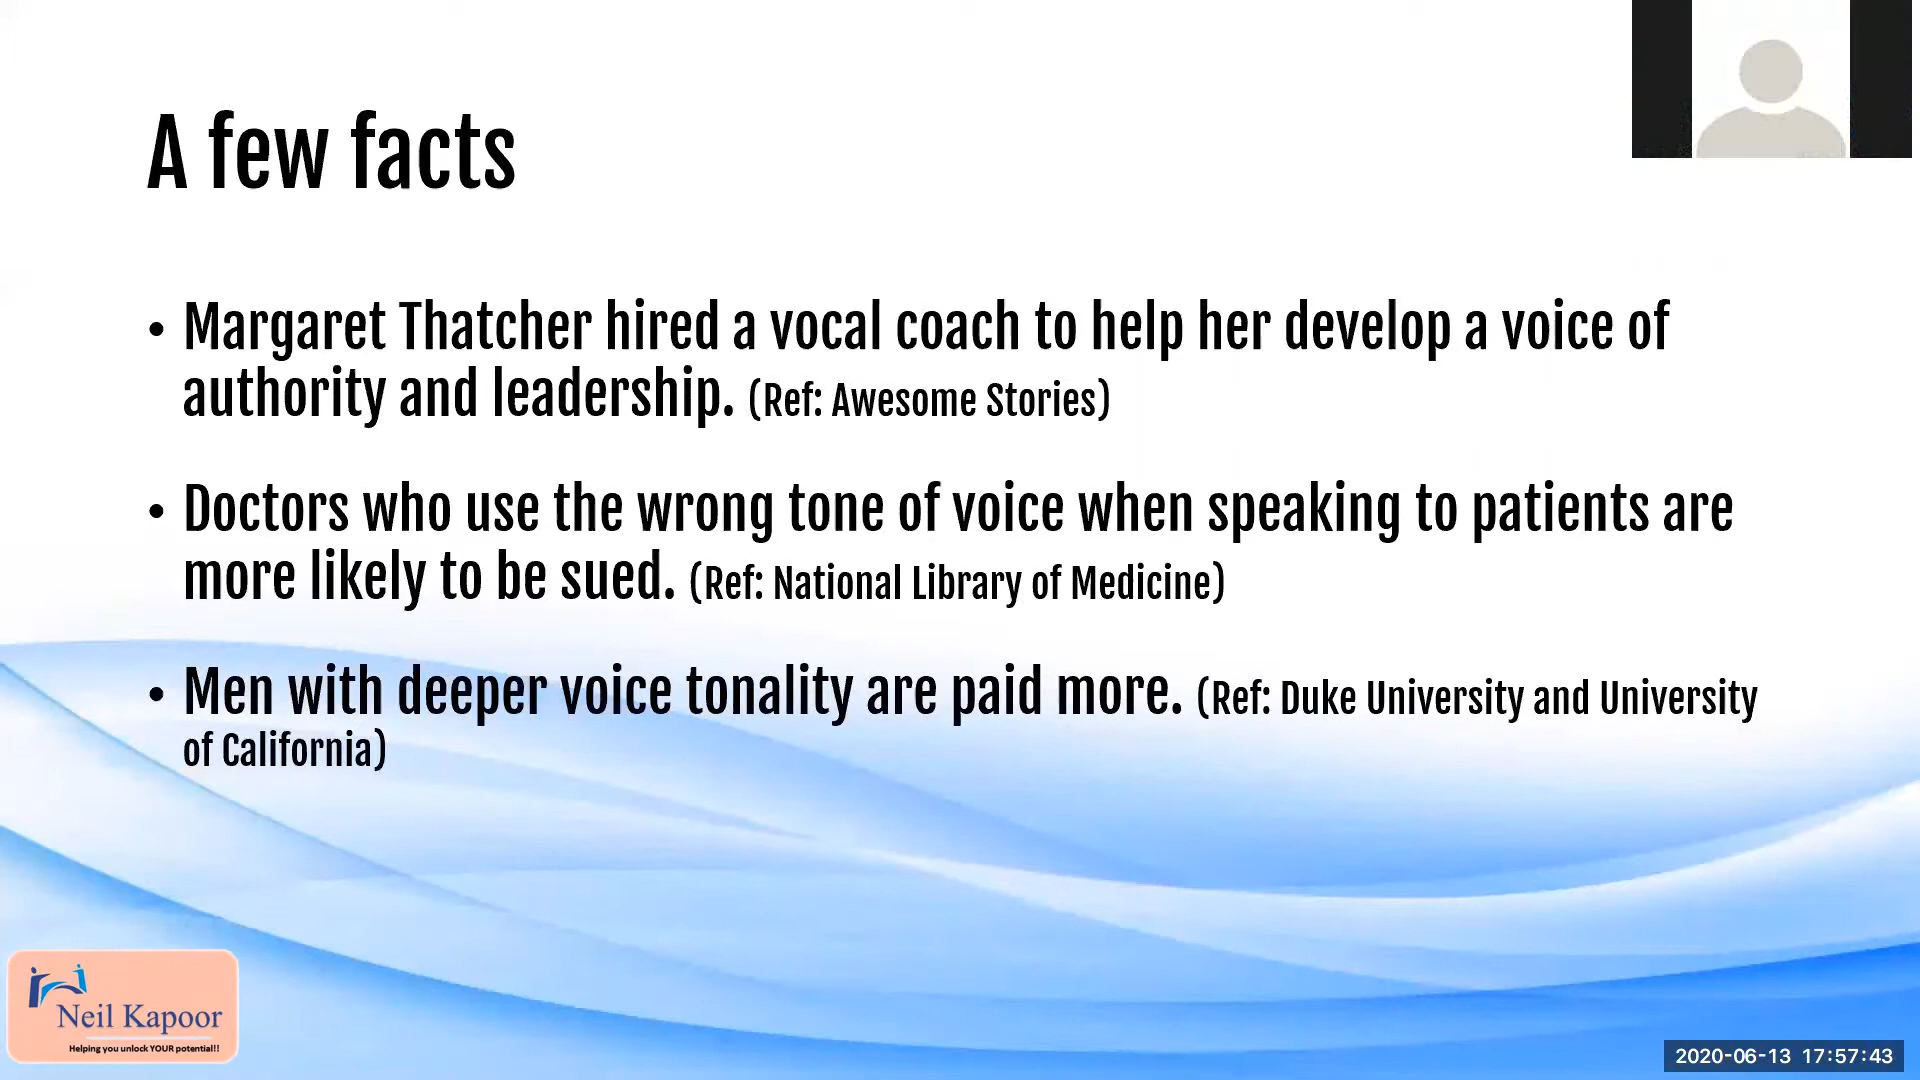 A few facts
• Margaret Thatcher hired a vocal coach to help her develop a voice of
authority and leadership. (Ref: Awesome Stories)
• Doctors who use the wrong tone of voice when speaking to patients are
more likely to be sued. (Ref: National Library of Medicine)
• Men with deeper voice tonality are paid more. (Ref: Duke University and University
of California)
Neil Kapoor
Helping you unlock YOUR potential!!
2020-06-13 17:57:43